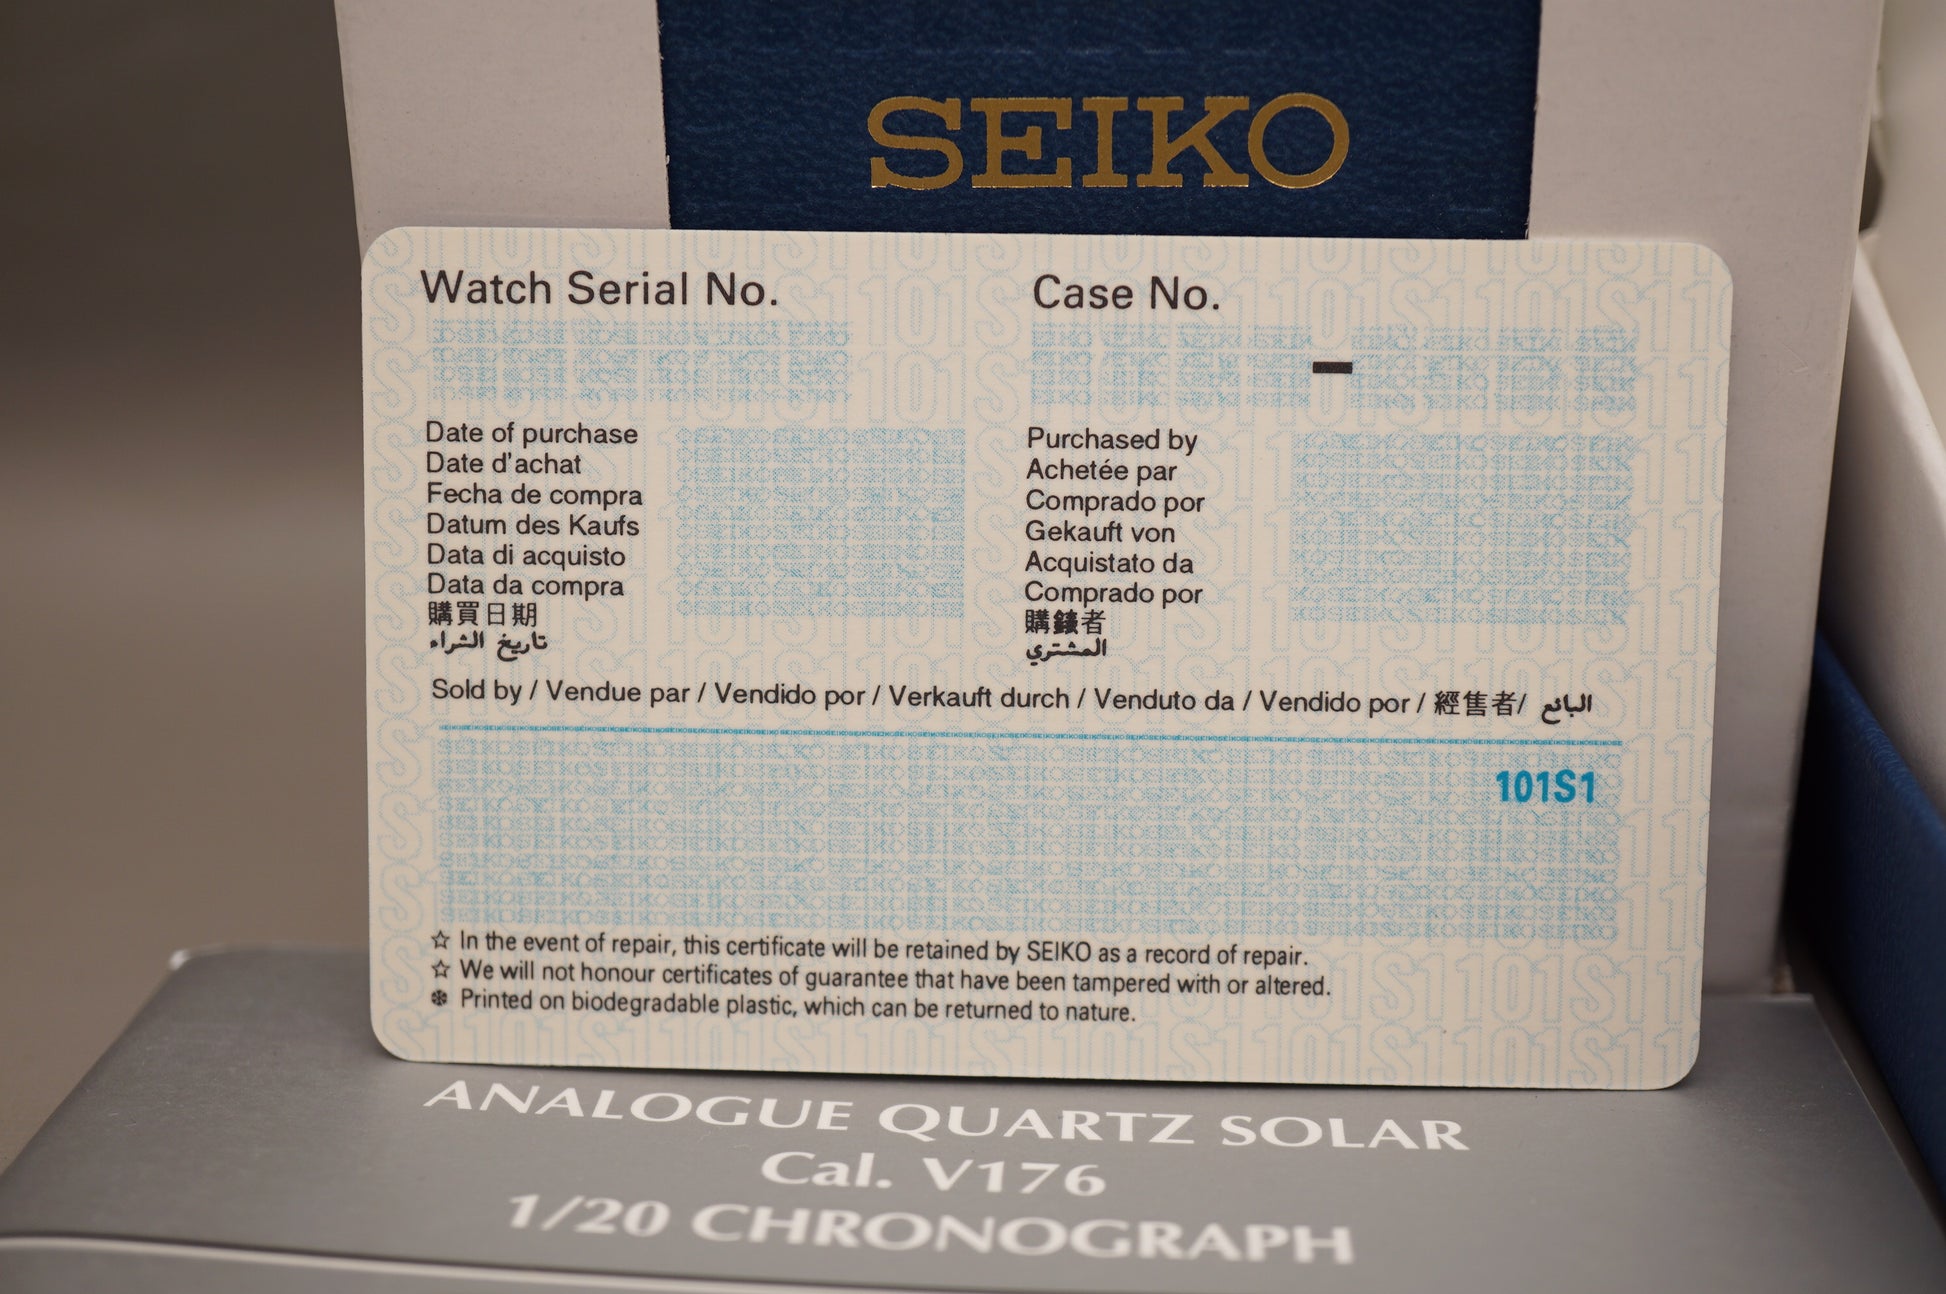 SEIKO
Watch Serial No.
Case No.
-
Date of purchase
Date d'achat
Fecha de compra
Datum des Kaufs
Data di acquisto
Data da compra
購買日期
تاريخ الشراء
Purchased by
Achetée par
Comprado por
Gekauft von
Acquistato da
Comprado por
購 者
المشتري
Sold by / Vendue par / Vendido por / Verkauft durch / Venduto da / Vendido por / 經售者/ البائع
101S1
☆ In the event of repair, this certificate will be retained by SEIKO as a record of repair.
☆ We will not honour certificates of guarantee that have been tampered with or altered.
❄ Printed on biodegradable plastic, which can be returned to nature.
ANALOGUE QUARTZ SOLAR
Cal. V176
1/20 CHRONOGRAPH